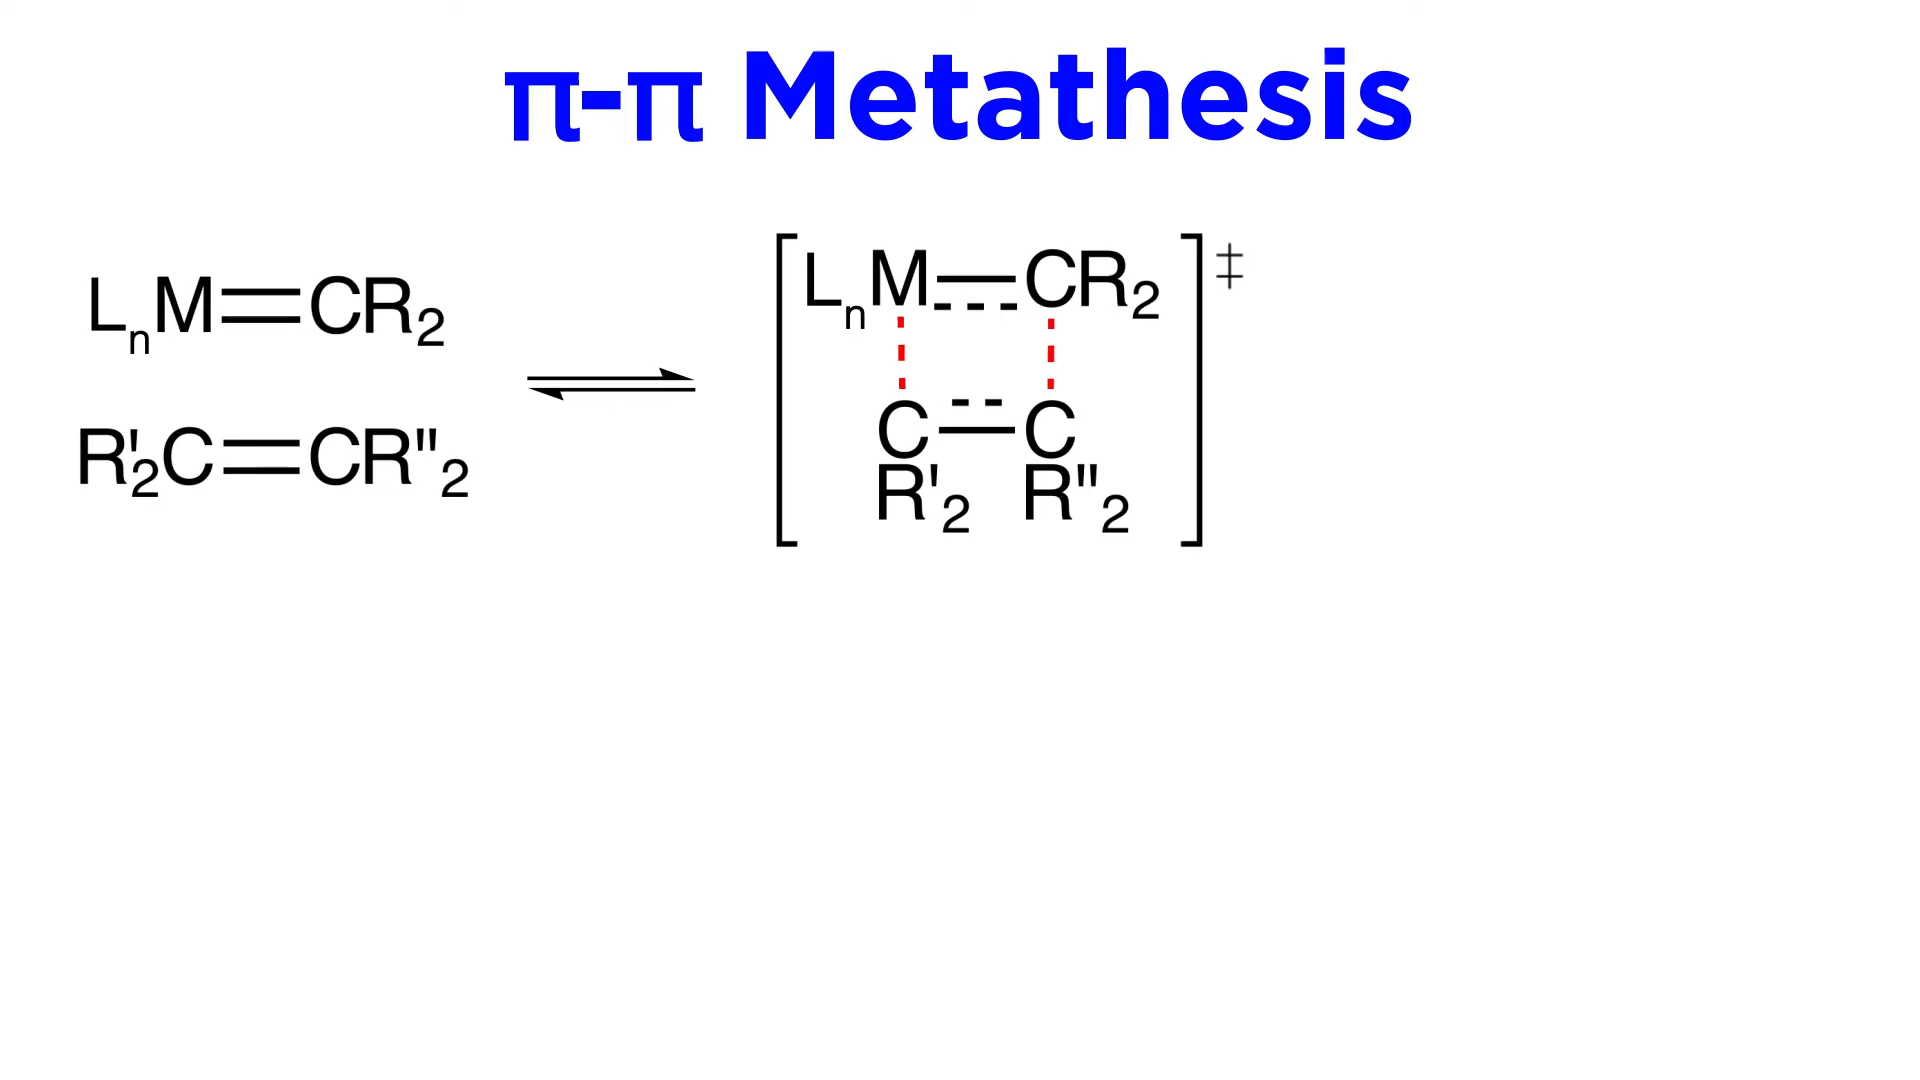 π-π Metathesis
LₙM=CR₂
R'₂C=CR"₂
[LₙM=CR₂]‡
C=C
R'₂ R"₂